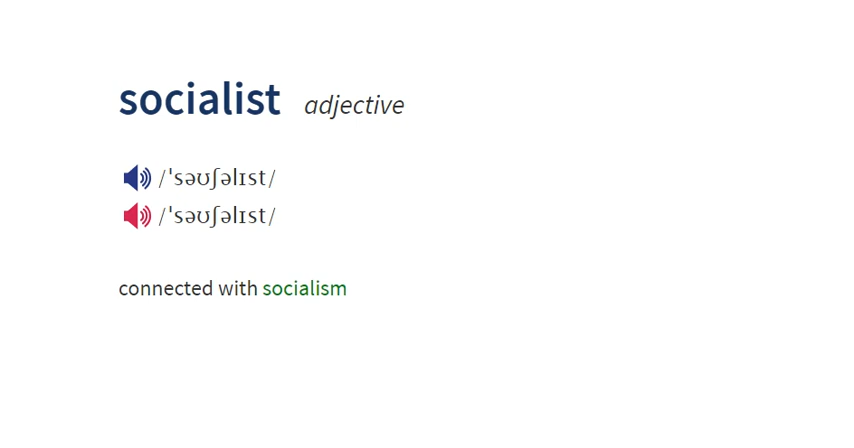 socialist adjective
/ˈsəʊʃəlɪst/
/ˈsəʊʃəlɪst/
connected with socialism